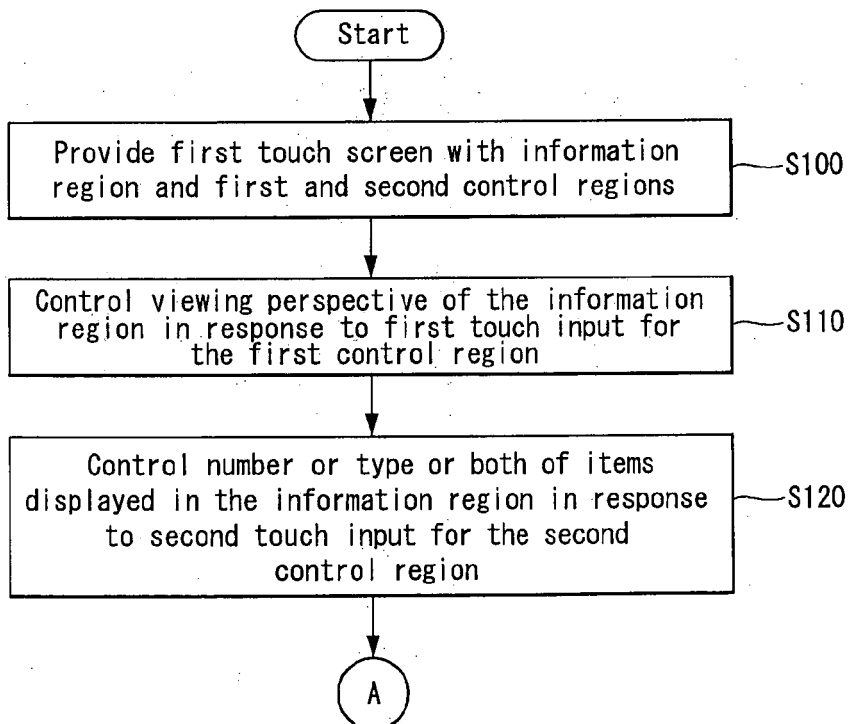 Start
Provide first touch screen with information
region and first and second control regions
S100
Control viewing perspective of the information
region in response to first touch input for
the first control region
S110
Control number or type or both of items
displayed in the information region in response
to second touch input for the second
control region
S120
A